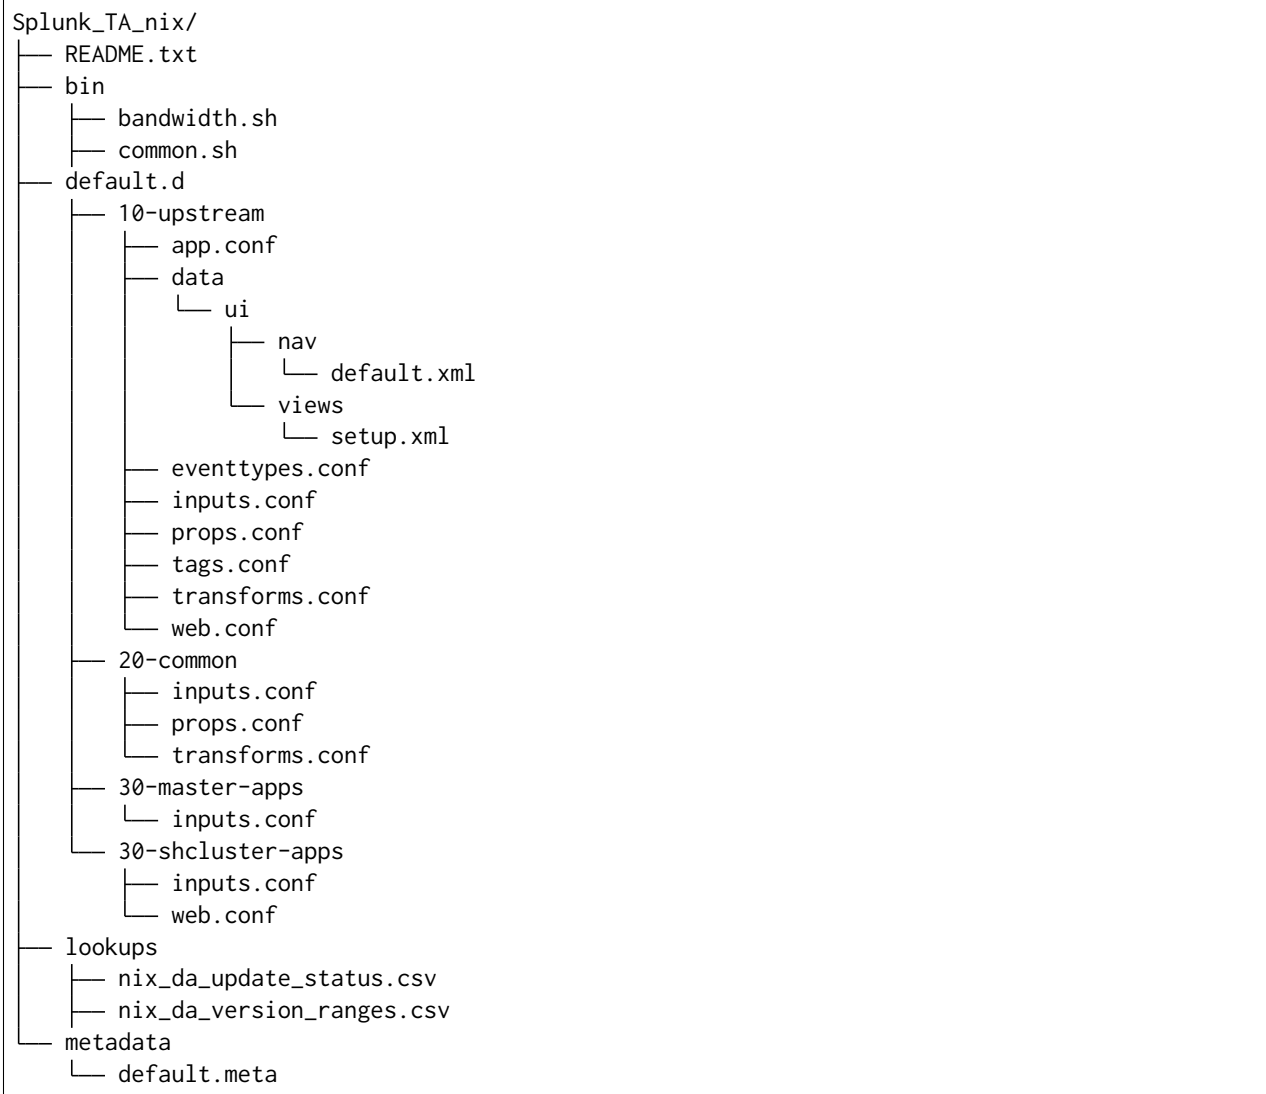 Splunk_TA_nix/
├── README.txt
├── bin
│   ├── bandwidth.sh
│   ├── common.sh
├── default.d
│   ├── 10-upstream
│   │   ├── app.conf
│   │   ├── data
│   │   │   └── ui
│   │   │       ├── nav
│   │   │       │   └── default.xml
│   │   │       └── views
│   │   │           └── setup.xml
│   │   ├── eventtypes.conf
│   │   ├── inputs.conf
│   │   ├── props.conf
│   │   ├── tags.conf
│   │   ├── transforms.conf
│   │   └── web.conf
│   ├── 20-common
│   │   ├── inputs.conf
│   │   ├── props.conf
│   │   └── transforms.conf
│   ├── 30-master-apps
│   │   └── inputs.conf
│   └── 30-shcluster-apps
│       ├── inputs.conf
│       └── web.conf
├── lookups
│   ├── nix_da_update_status.csv
│   ├── nix_da_version_ranges.csv
└── metadata
    └── default.meta